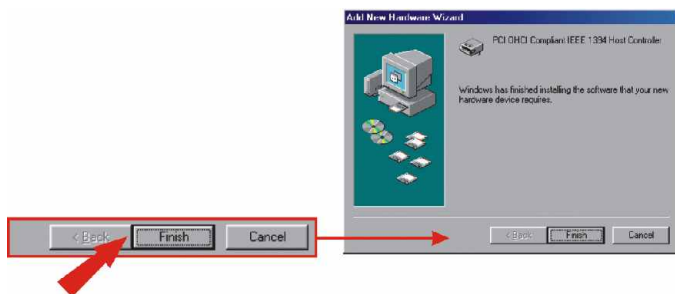 Add New Hardware Wizard
PCI OHCI Compliant IEEE 1394 Host Controller
Windows has finished installing the software that your new
hardware device requires.
< Back Finish Cancel
< Back Finish Cancel